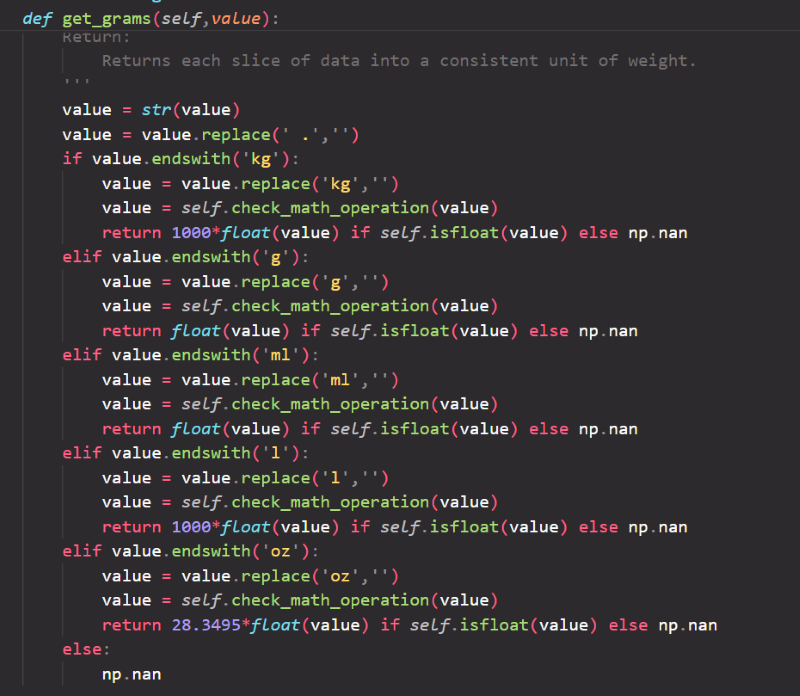 def get_grams(self,value):
Return:
Returns each slice of data into a consistent unit of weight.
'''
value = str(value)
value = value.replace(' .','')
if value.endswith('kg'):
value = value.replace('kg','')
value = self.check_math_operation(value)
return 1000*float(value) if self.isfloat(value) else np.nan
elif value.endswith('g'):
value = value.replace('g','')
value = self.check_math_operation(value)
return float(value) if self.isfloat(value) else np.nan
elif value.endswith('ml'):
value = value.replace('ml','')
value = self.check_math_operation(value)
return float(value) if self.isfloat(value) else np.nan
elif value.endswith('l'):
value = value.replace('l','')
value = self.check_math_operation(value)
return 1000*float(value) if self.isfloat(value) else np.nan
elif value.endswith('oz'):
value = value.replace('oz','')
value = self.check_math_operation(value)
return 28.3495*float(value) if self.isfloat(value) else np.nan
else:
np.nan